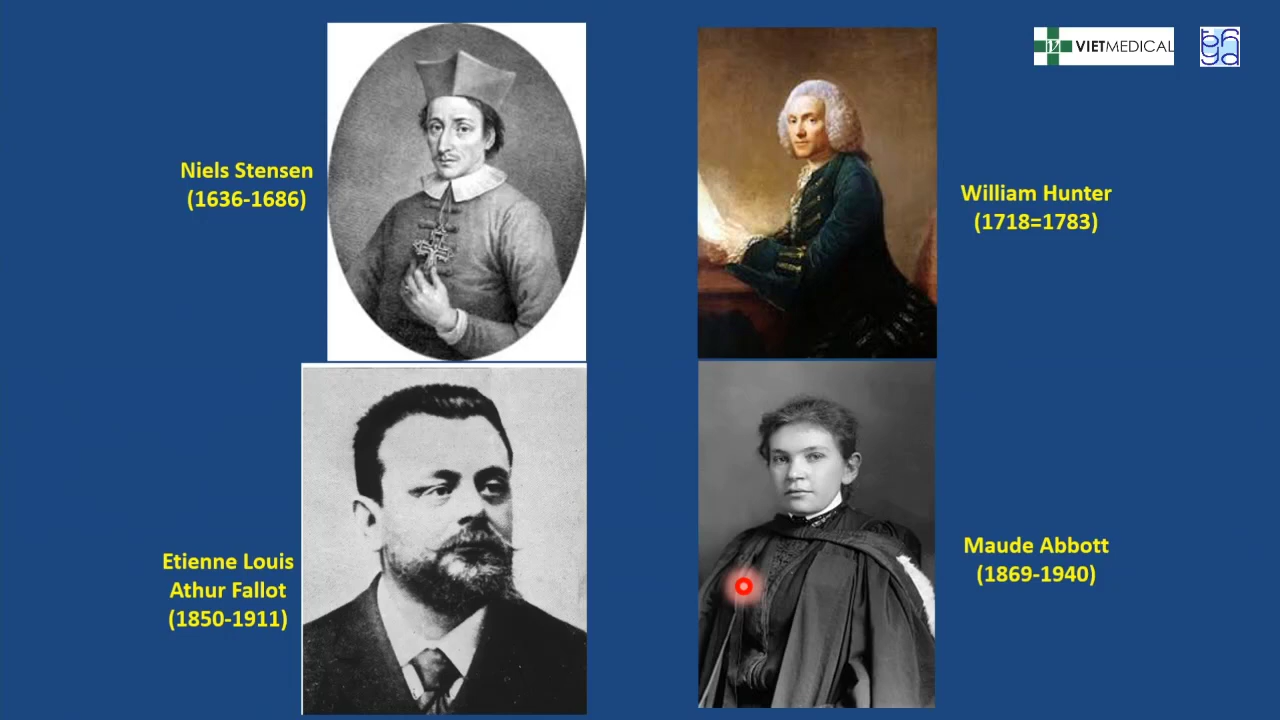 VIETMEDICAL
Niels Stensen
(1636-1686)
William Hunter
(1718=1783)
Etienne Louis
Athur Fallot
(1850-1911)
Maude Abbott
(1869-1940)